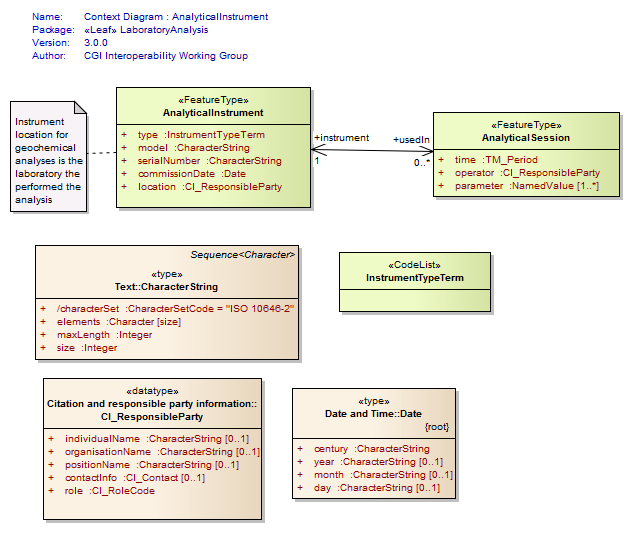 Name: Context Diagram : AnalyticalInstrument
Package: «Leaf» LaboratoryAnalysis
Version: 3.0.0
Author: CGI Interoperability Working Group
Instrument
location for
geochemical
analyses is the
laboratory the
performed the
analysis
«FeatureType»
AnalyticalInstrument
+ type :InstrumentTypeTerm
+ model :CharacterString
+ serialNumber :CharacterString
+ commissionDate :Date
+ location :CI_ResponsibleParty
+instrument
1
+usedIn
0..*
«FeatureType»
AnalyticalSession
+ time :TM_Period
+ operator :CI_ResponsibleParty
+ parameter :NamedValue [1..*]
Sequence<Character>
«type»
Text::CharacterString
+ /characterSet :CharacterSetCode = "ISO 10646-2"
+ elements :Character [size]
+ maxLength :Integer
+ size :Integer
«CodeList»
InstrumentTypeTerm
«datatype»
Citation and responsible party information::
CI_ResponsibleParty
+ individualName :CharacterString [0..1]
+ organisationName :CharacterString [0..1]
+ positionName :CharacterString [0..1]
+ contactInfo :CI_Contact [0..1]
+ role :CI_RoleCode
«type»
Date and Time::Date
{root}
+ century :CharacterString
+ year :CharacterString [0..1]
+ month :CharacterString [0..1]
+ day :CharacterString [0..1]